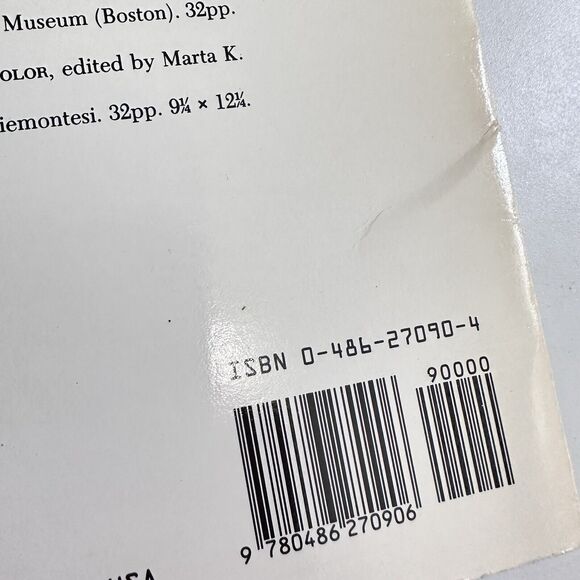 Museum (Boston). 32pp.
OLOR, edited by Marta K.
iemontesi. 32pp. 9¼ × 12¼.
ISBN 0-486-27090-4
90000
9 780486 270906
USA